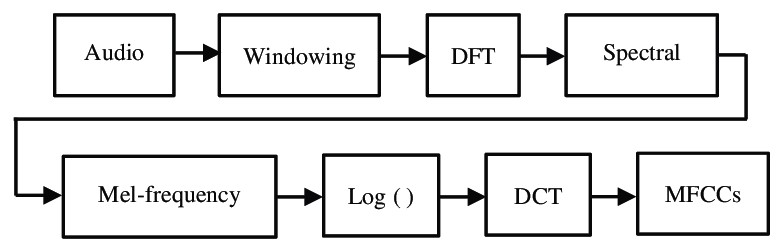 Audio
Windowing
DFT
Spectral
Mel-frequency
Log ( )
DCT
MFCCs